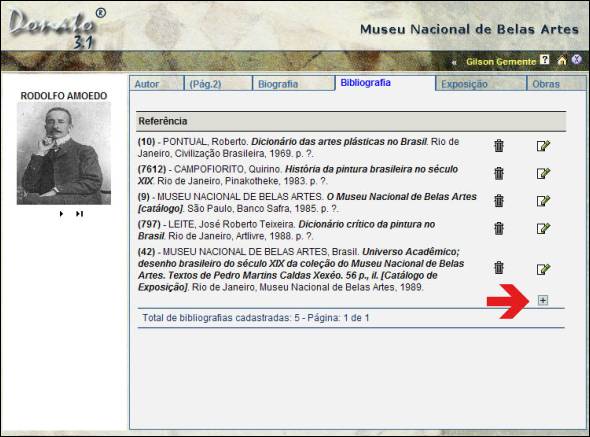 Donato ®
3.1
Museu Nacional de Belas Artes
« Gilson Gemente ?
RODOLFO AMOEDO
Autor (Pág.2) Biografia Bibliografia Exposição Obras
Referência
(10) - PONTUAL, Roberto. Dicionário das artes plásticas no Brasil. Rio de
Janeiro, Civilização Brasileira, 1969. p. ?.
(7612) - CAMPOFIORITO, Quirino. História da pintura brasileira no século
XIX. Rio de Janeiro, Pinakotheke, 1983. p. ?.
(9) - MUSEU NACIONAL DE BELAS ARTES. O Museu Nacional de Belas Artes
[catálogo]. São Paulo, Banco Safra, 1985. p. ?.
(797) - LEITE, José Roberto Teixeira. Dicionário crítico da pintura no
Brasil. Rio de Janeiro, Artlivre, 1988. p. ?.
(42) - MUSEU NACIONAL DE BELAS ARTES, Brasil. Universo Acadêmico;
desenho brasileiro do século XIX da coleção do Museu Nacional de Belas
Artes. Textos de Pedro Martins Caldas Xexéo. 56 p., il. [Catálogo de
Exposição]. Rio de Janeiro, Museu Nacional de Belas Artes, 1989.
Total de bibliografias cadastradas: 5 - Página: 1 de 1